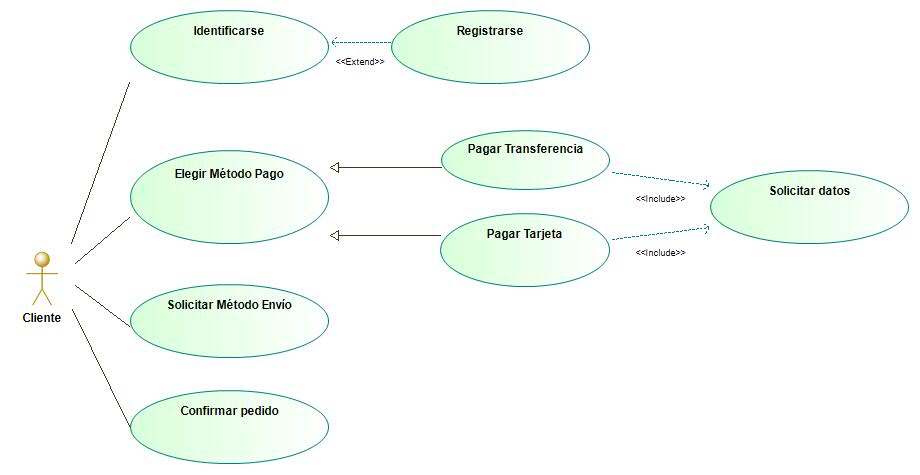 Identificarse
Registrarse
<<Extend>>
Pagar Transferencia
Elegir Método Pago
Solicitar datos
<<Include>>
Pagar Tarjeta
<<Include>>
Solicitar Método Envío
Cliente
Confirmar pedido